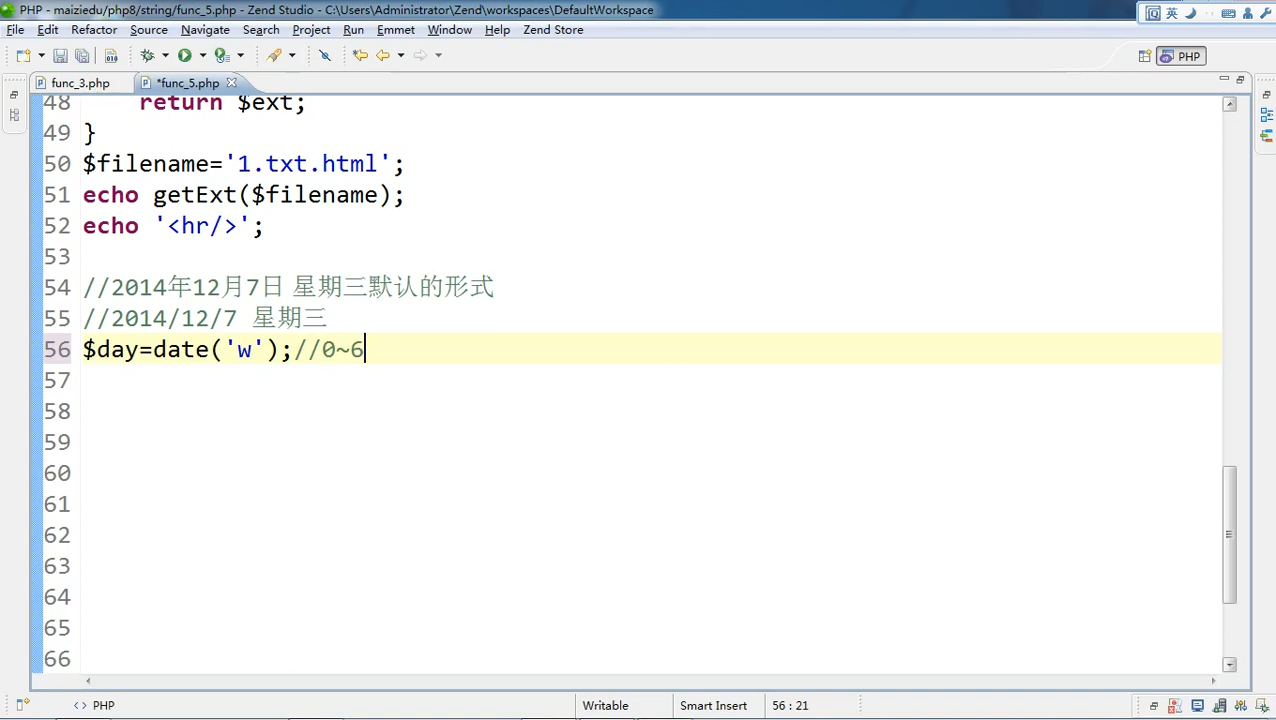 PHP - maiziedu/php8/string/func_5.php - Zend Studio - C:\Users\Administrator\Zend\workspaces\DefaultWorkspace
英
File Edit Refactor Source Navigate Search Project Run Emmet Window Help Zend Store
PHP
func_3.php *func_5.php
48 return $ext;
49 }
50 $filename='1.txt.html';
51 echo getExt($filename);
52 echo '<hr/>';
53
54 //2014年12月7日 星期三默认的形式
55 //2014/12/7 星期三
56 $day=date('w');//0~6
57
58
59
60
61
62
63
64
65
66
<> PHP Writable Smart Insert 56 : 21